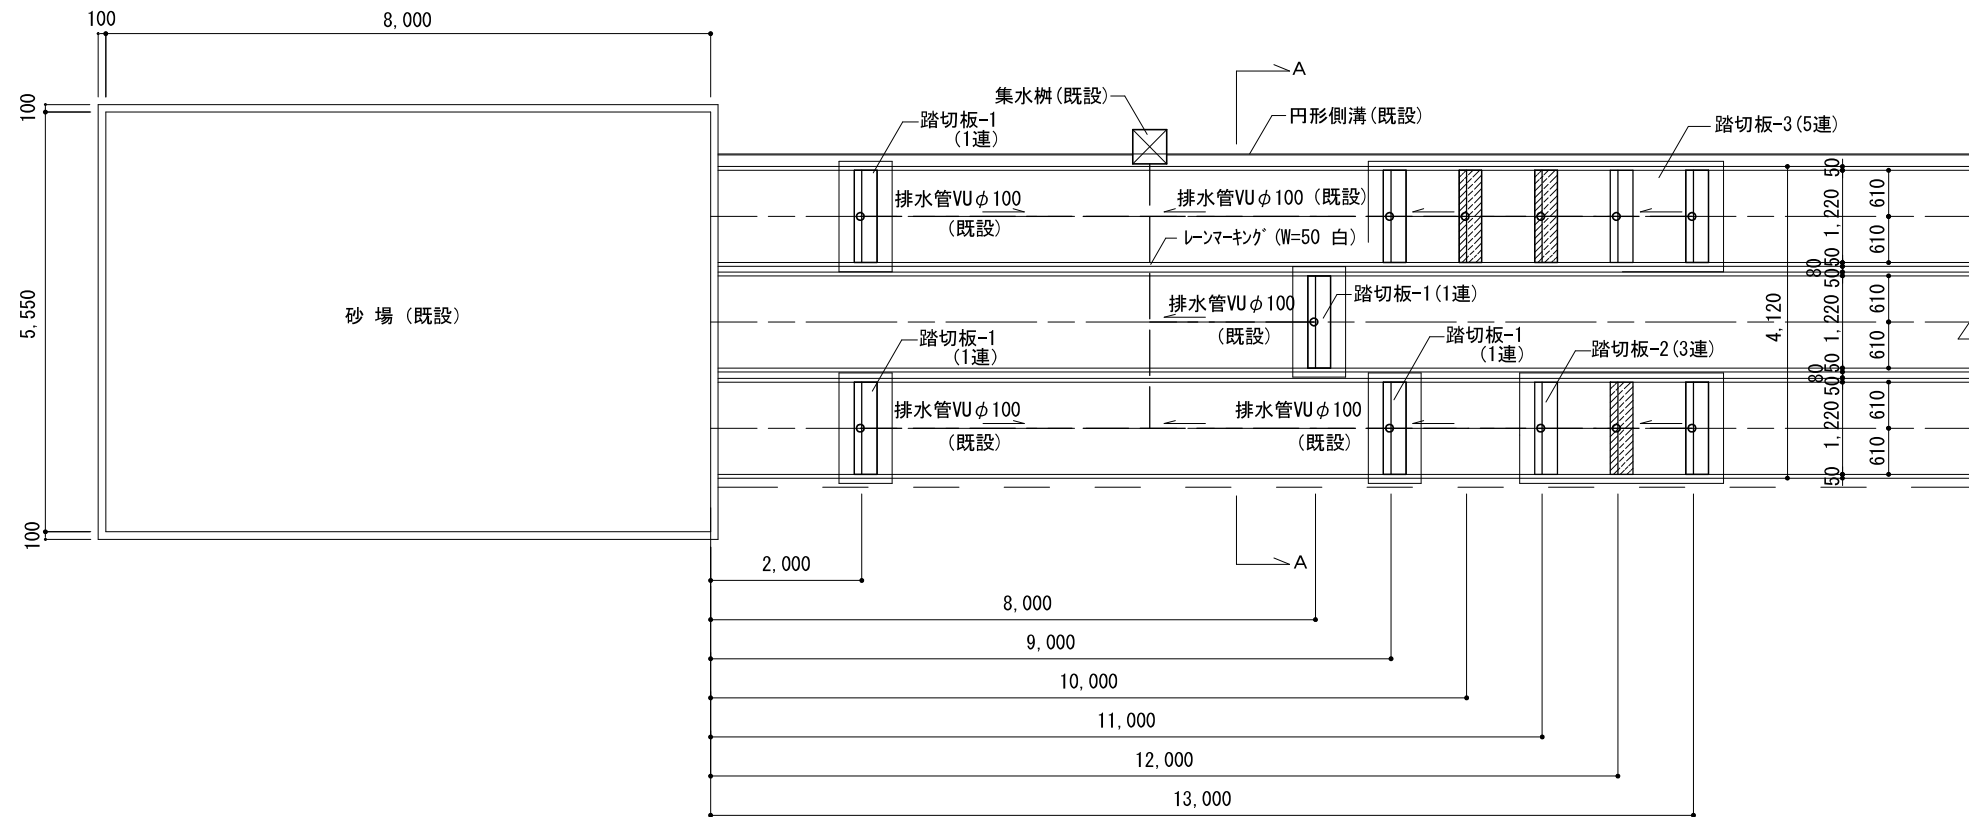 100
8,000
A
集水桝(既設)
円形側溝(既設)
踏切板-1
(1連)
踏切板-3(5連)
100
排水管VUφ100
(既設)
排水管VUφ100 (既設)
レーンマーキング (W=50 白)
50
1,220
50
610
610
80
5,550
砂 場 (既設)
排水管VUφ100
(既設)
踏切板-1(1連)
4,120
50
1,220
50
610
610
80
踏切板-1
(1連)
踏切板-1
(1連)
踏切板-2(3連)
排水管VUφ100
(既設)
排水管VUφ100
(既設)
50
1,220
50
610
610
100
A
2,000
8,000
9,000
10,000
11,000
12,000
13,000